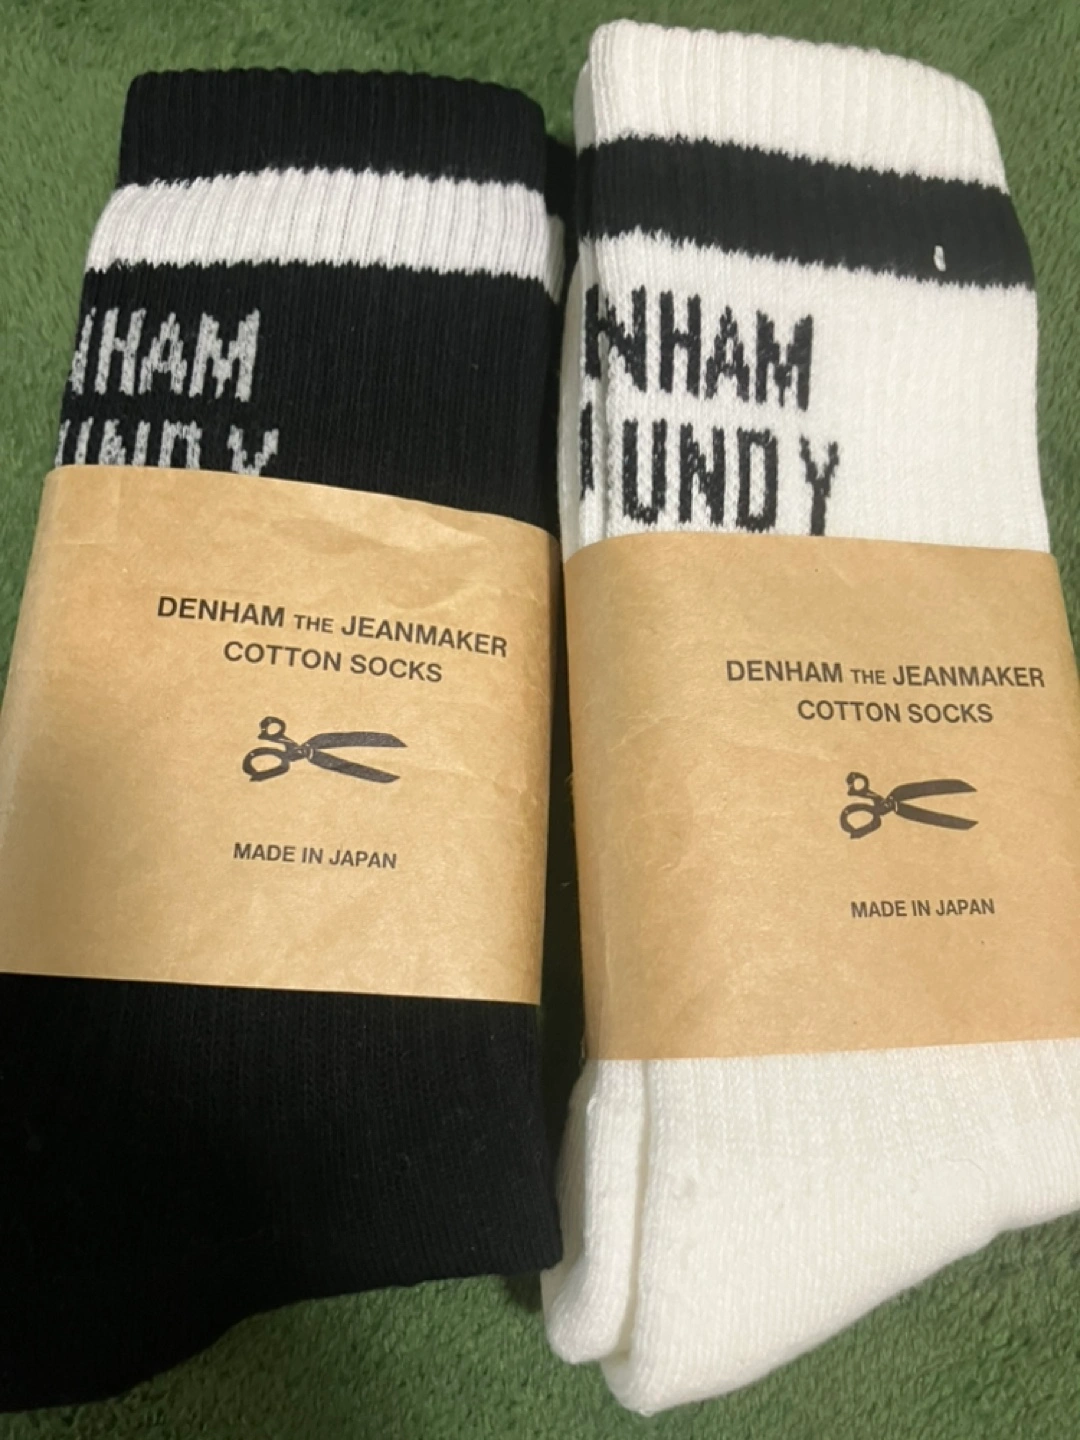 NHAM
UNDY
DENHAM THE JEANMAKER
COTTON SOCKS
MADE IN JAPAN
NHAM
UNDY
DENHAM THE JEANMAKER
COTTON SOCKS
MADE IN JAPAN